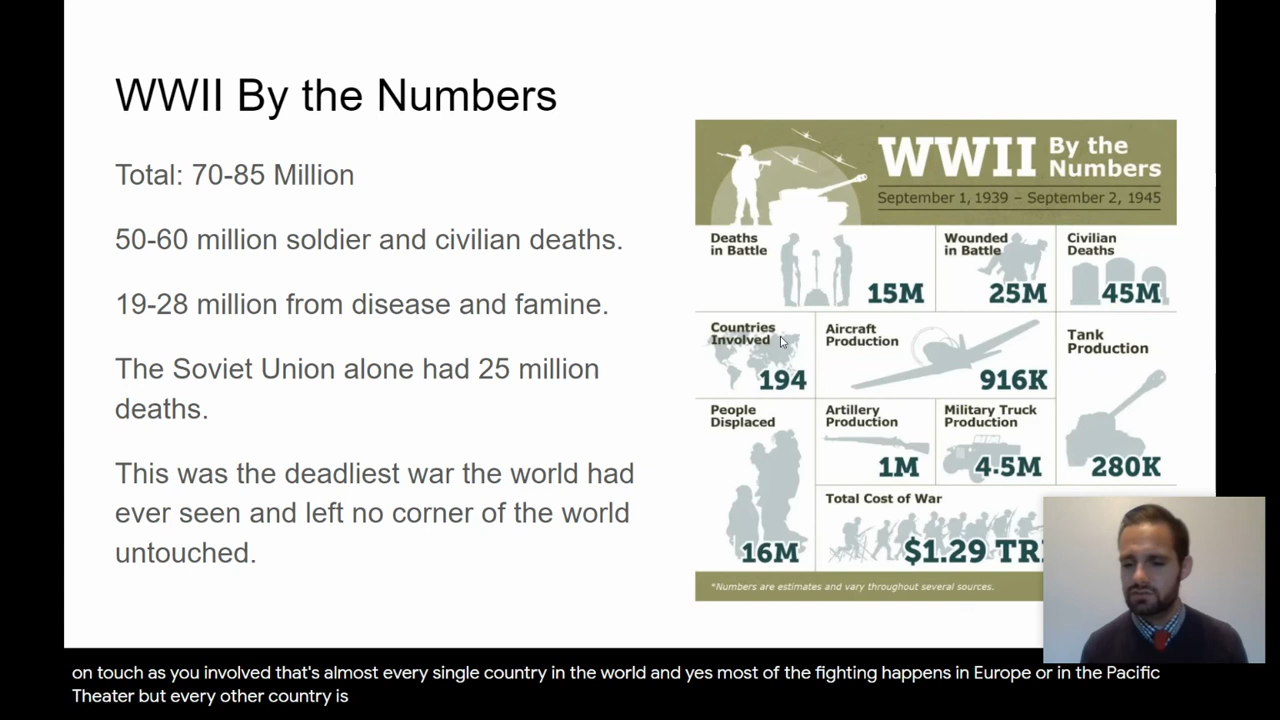 WWII By the Numbers
Total: 70-85 Million
50-60 million soldier and civilian deaths.
19-28 million from disease and famine.
The Soviet Union alone had 25 million
deaths.
This was the deadliest war the world had
ever seen and left no corner of the world
untouched.
WWII By the
Numbers
September 1, 1939 – September 2, 1945
Deaths
in Battle
15M
Wounded
in Battle
25M
Civilian
Deaths
45M
Countries
Involved
194
Aircraft
Production
916K
Tank
Production
280K
People
Displaced
16M
Artillery
Production
1M
Military Truck
Production
4.5M
Total Cost of War
$1.29 TR
*Numbers are estimates and vary throughout several sources.
on touch as you involved that's almost every single country in the world and yes most of the fighting happens in Europe or in the Pacific
Theater but every other country is